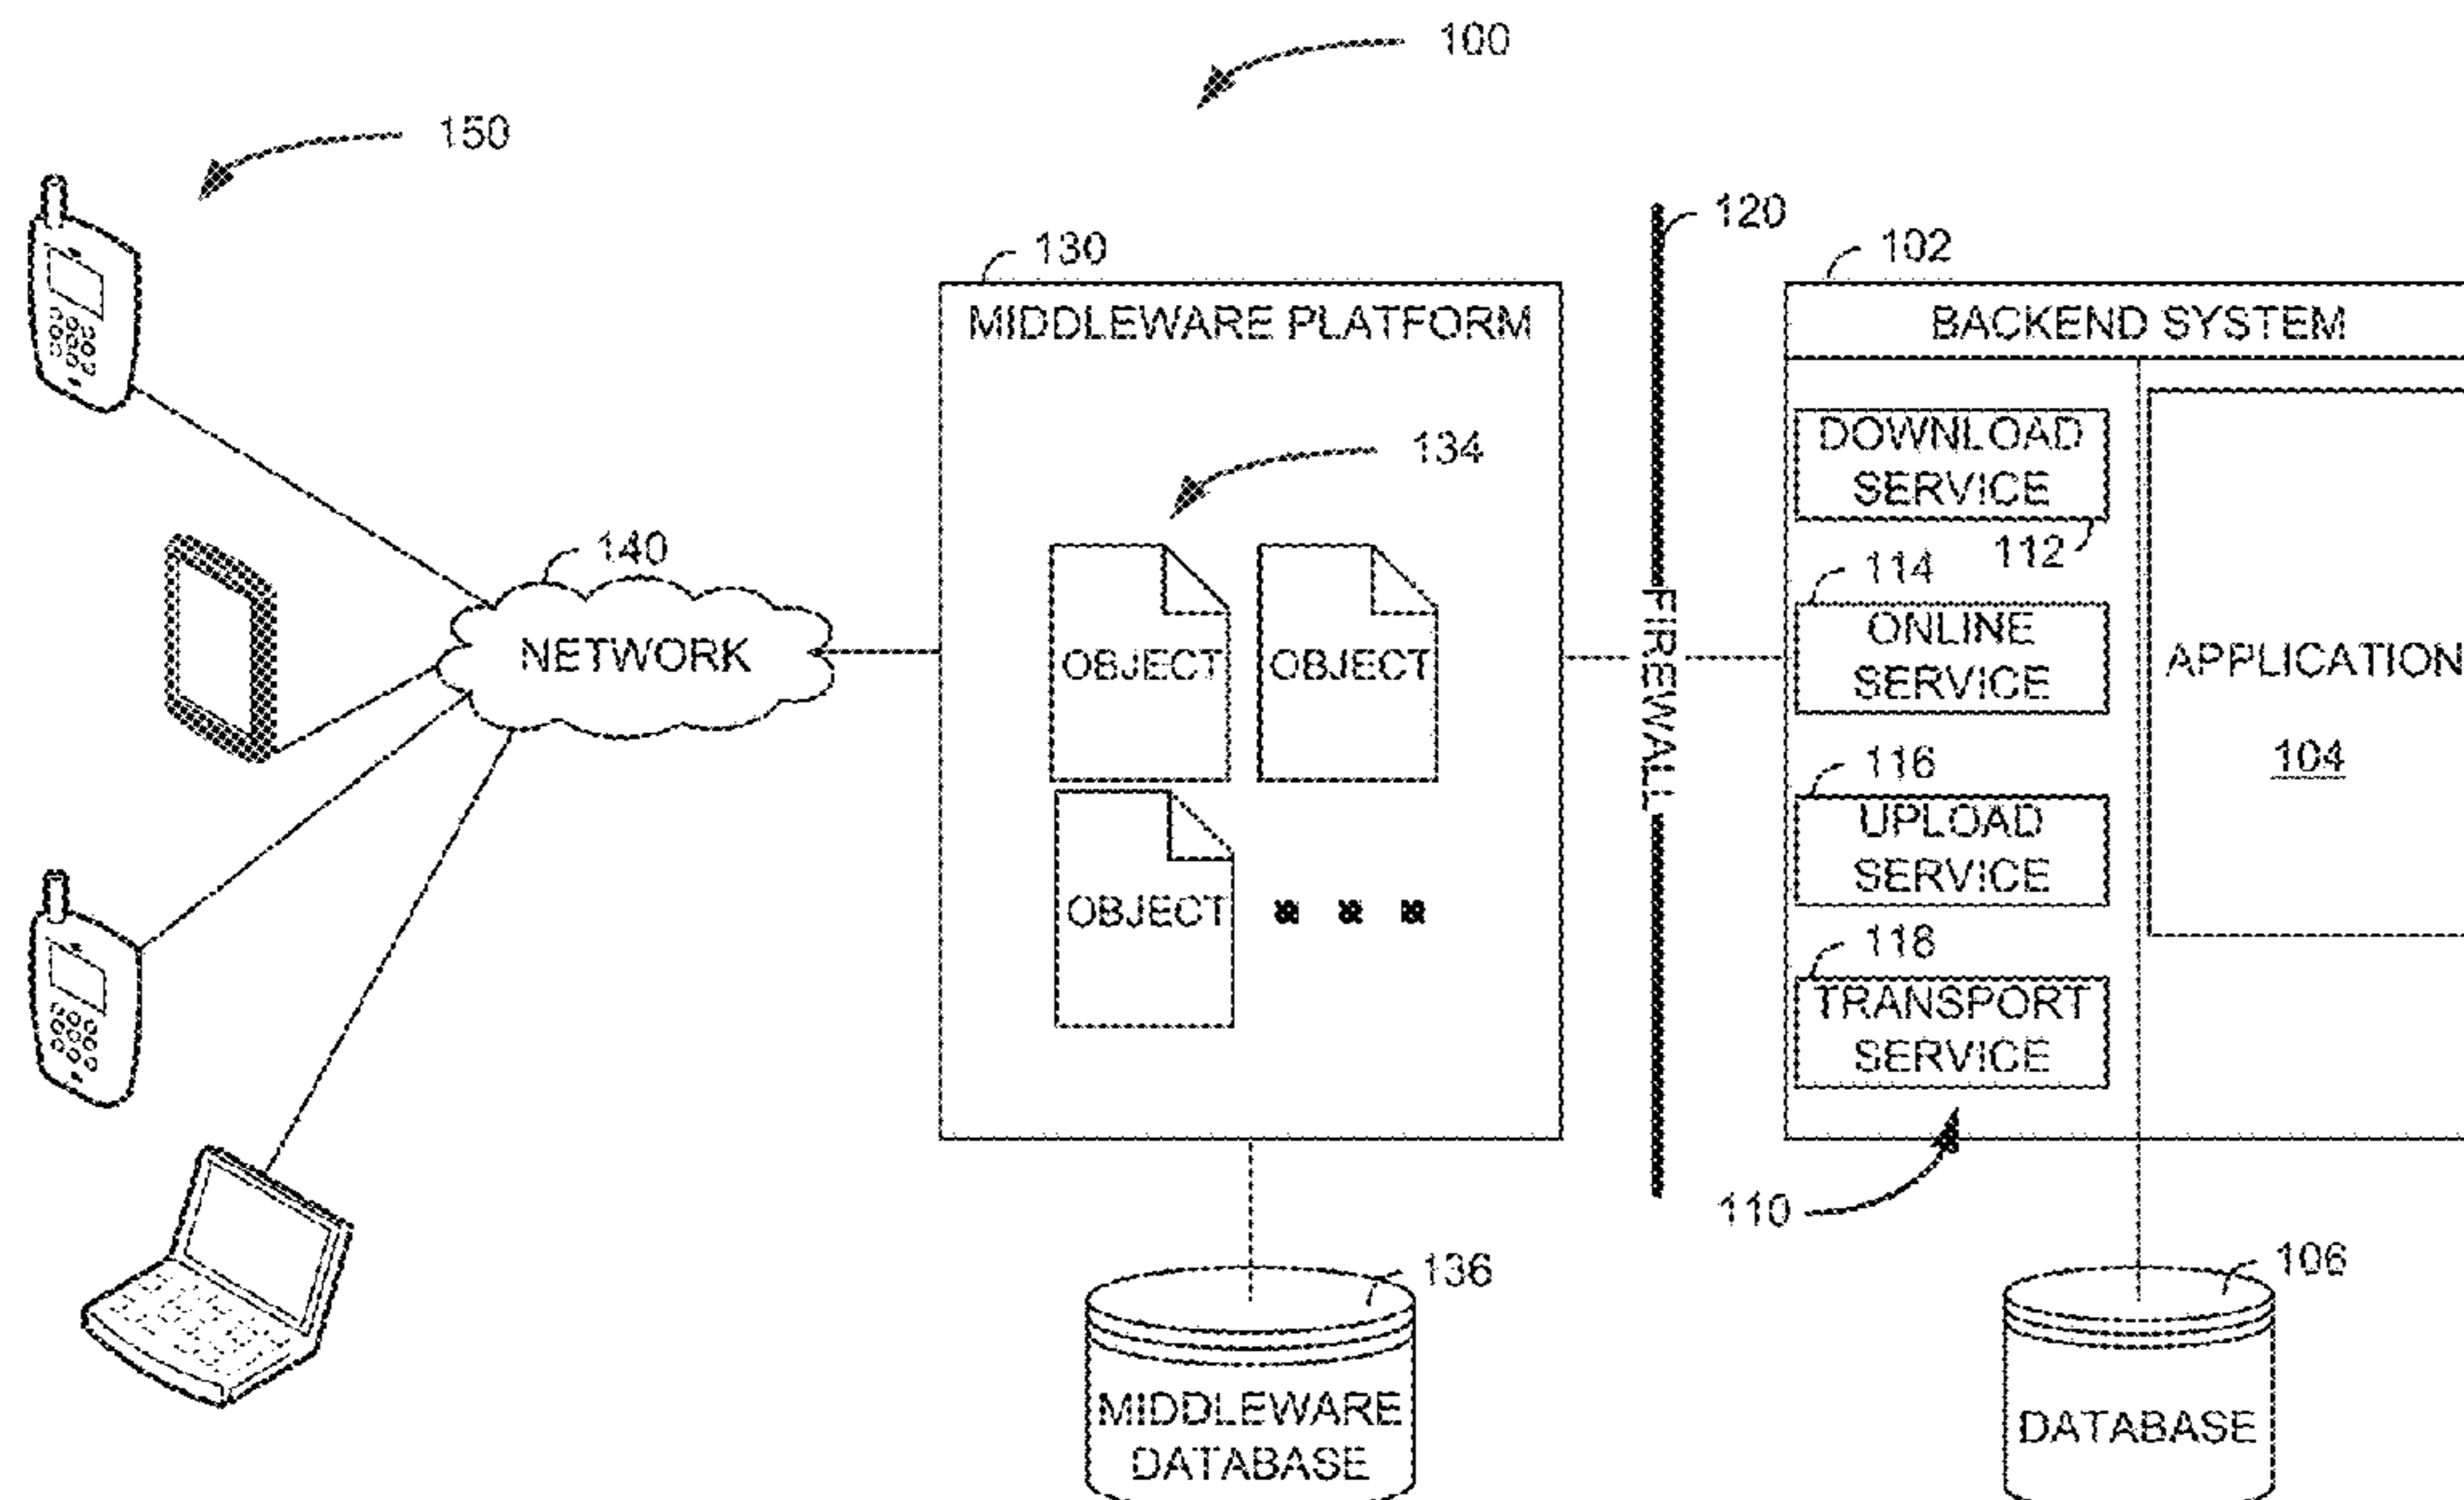 100
150
120
130
102
MIDDLEWARE PLATFORM
BACKEND SYSTEM
134
DOWNLOAD
SERVICE
112
140
114
NETWORK
OBJECT
OBJECT
FIREWALL
ONLINE
SERVICE
APPLICATION
104
116
UPLOAD
SERVICE
OBJECT
118
TRANSPORT
SERVICE
110
136
106
MIDDLEWARE
DATABASE
DATABASE